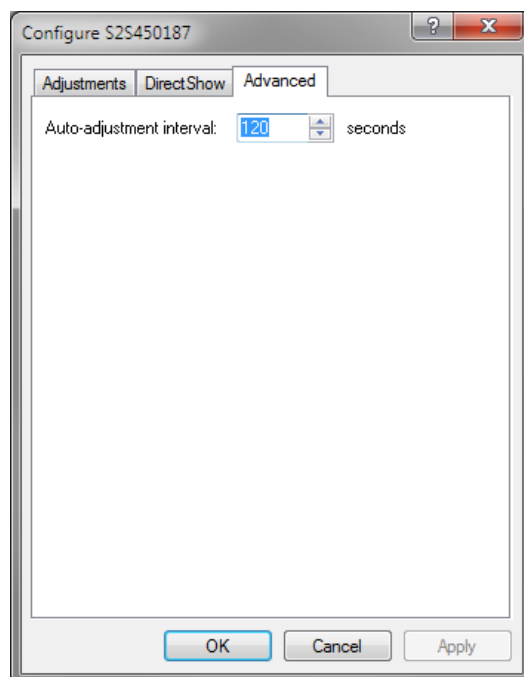 Configure S2S450187
Adjustments DirectShow Advanced
Auto-adjustment interval: 120 seconds
OK Cancel Apply